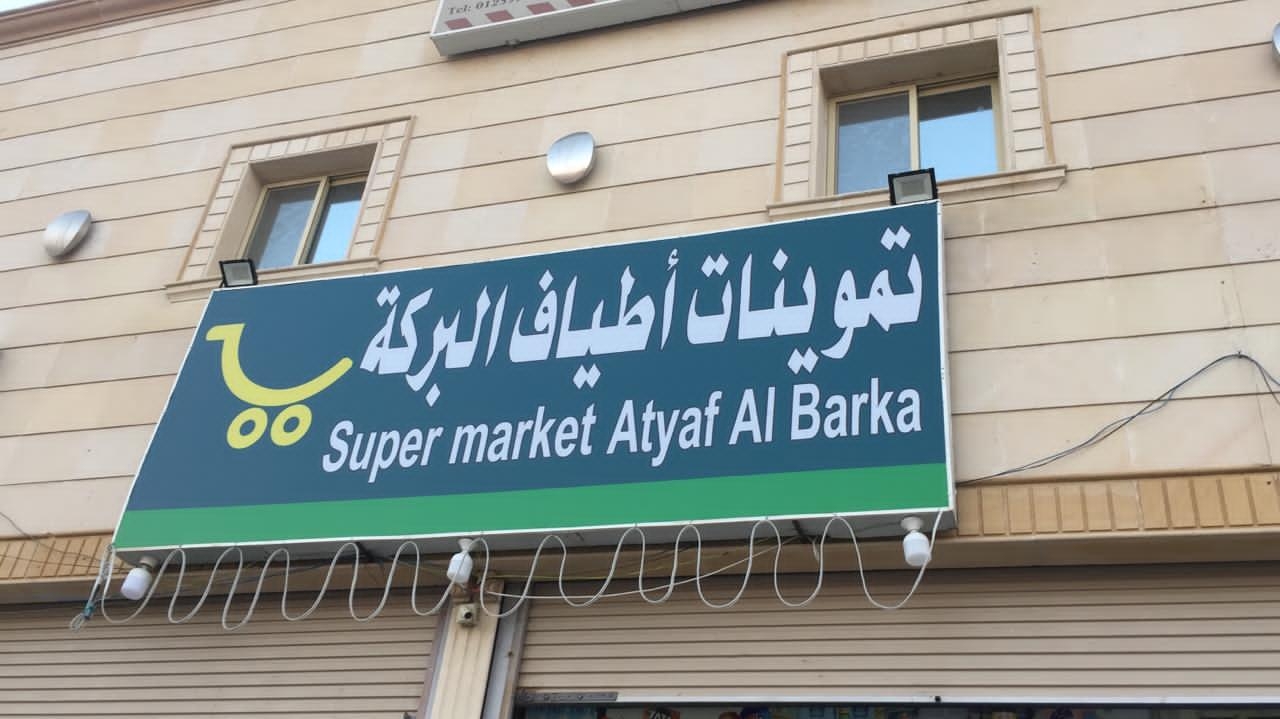 تموينات أطياف البركة
Super market Atyaf Al Barka